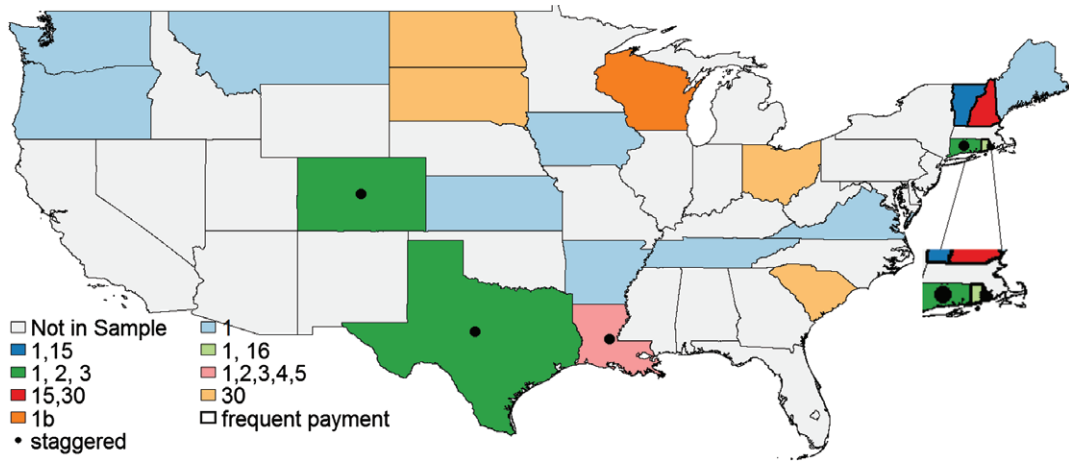 Not in Sample
1
1,15
1, 16
1, 2, 3
1,2,3,4,5
15,30
30
1b
frequent payment
staggered